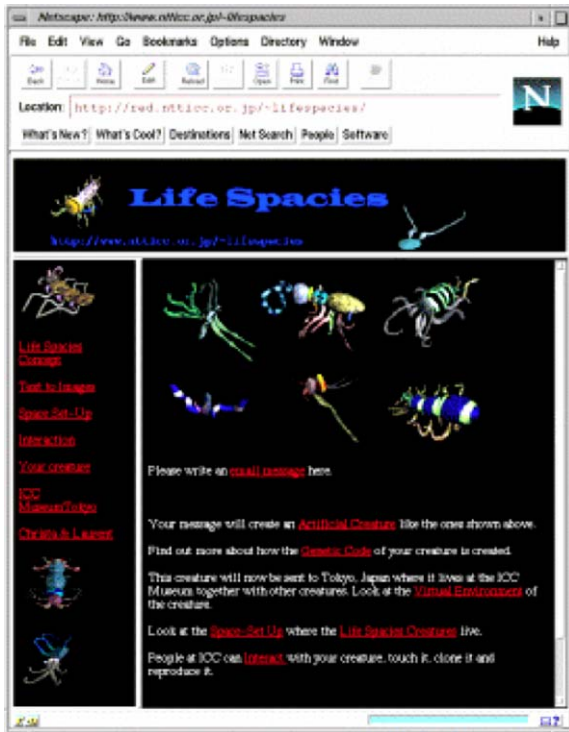 Netscape: http://www.ntticc.or.jp/~lifespacies
File Edit View Go Bookmarks Options Directory Window Help
Back Home Edit Reload Open Print Find
Location: http://red.ntticc.or.jp/~lifespacies/
N
What's New? What's Cool? Destinations Net Search People Software
Life Spacies
http://www.ntticc.or.jp/~lifespacies
Life Spacies
Concept
Text to Images
Space Set-Up
Interaction
Your creature
ICC
MuseumTokyo
Christa & Laurent
Please write an email message here.
Your message will create an Artificial Creature like the ones shown above.
Find out more about how the Genetic Code of your creature is created.
This creature will now be sent to Tokyo, Japan where it lives at the ICC
Museum together with other creatures. Look at the Virtual Environment of
the creature.
Look at the Space-Set Up where the Life Spacies Creatures live.
People at ICC can Interact with your creature, touch it, clone it and
reproduce it.